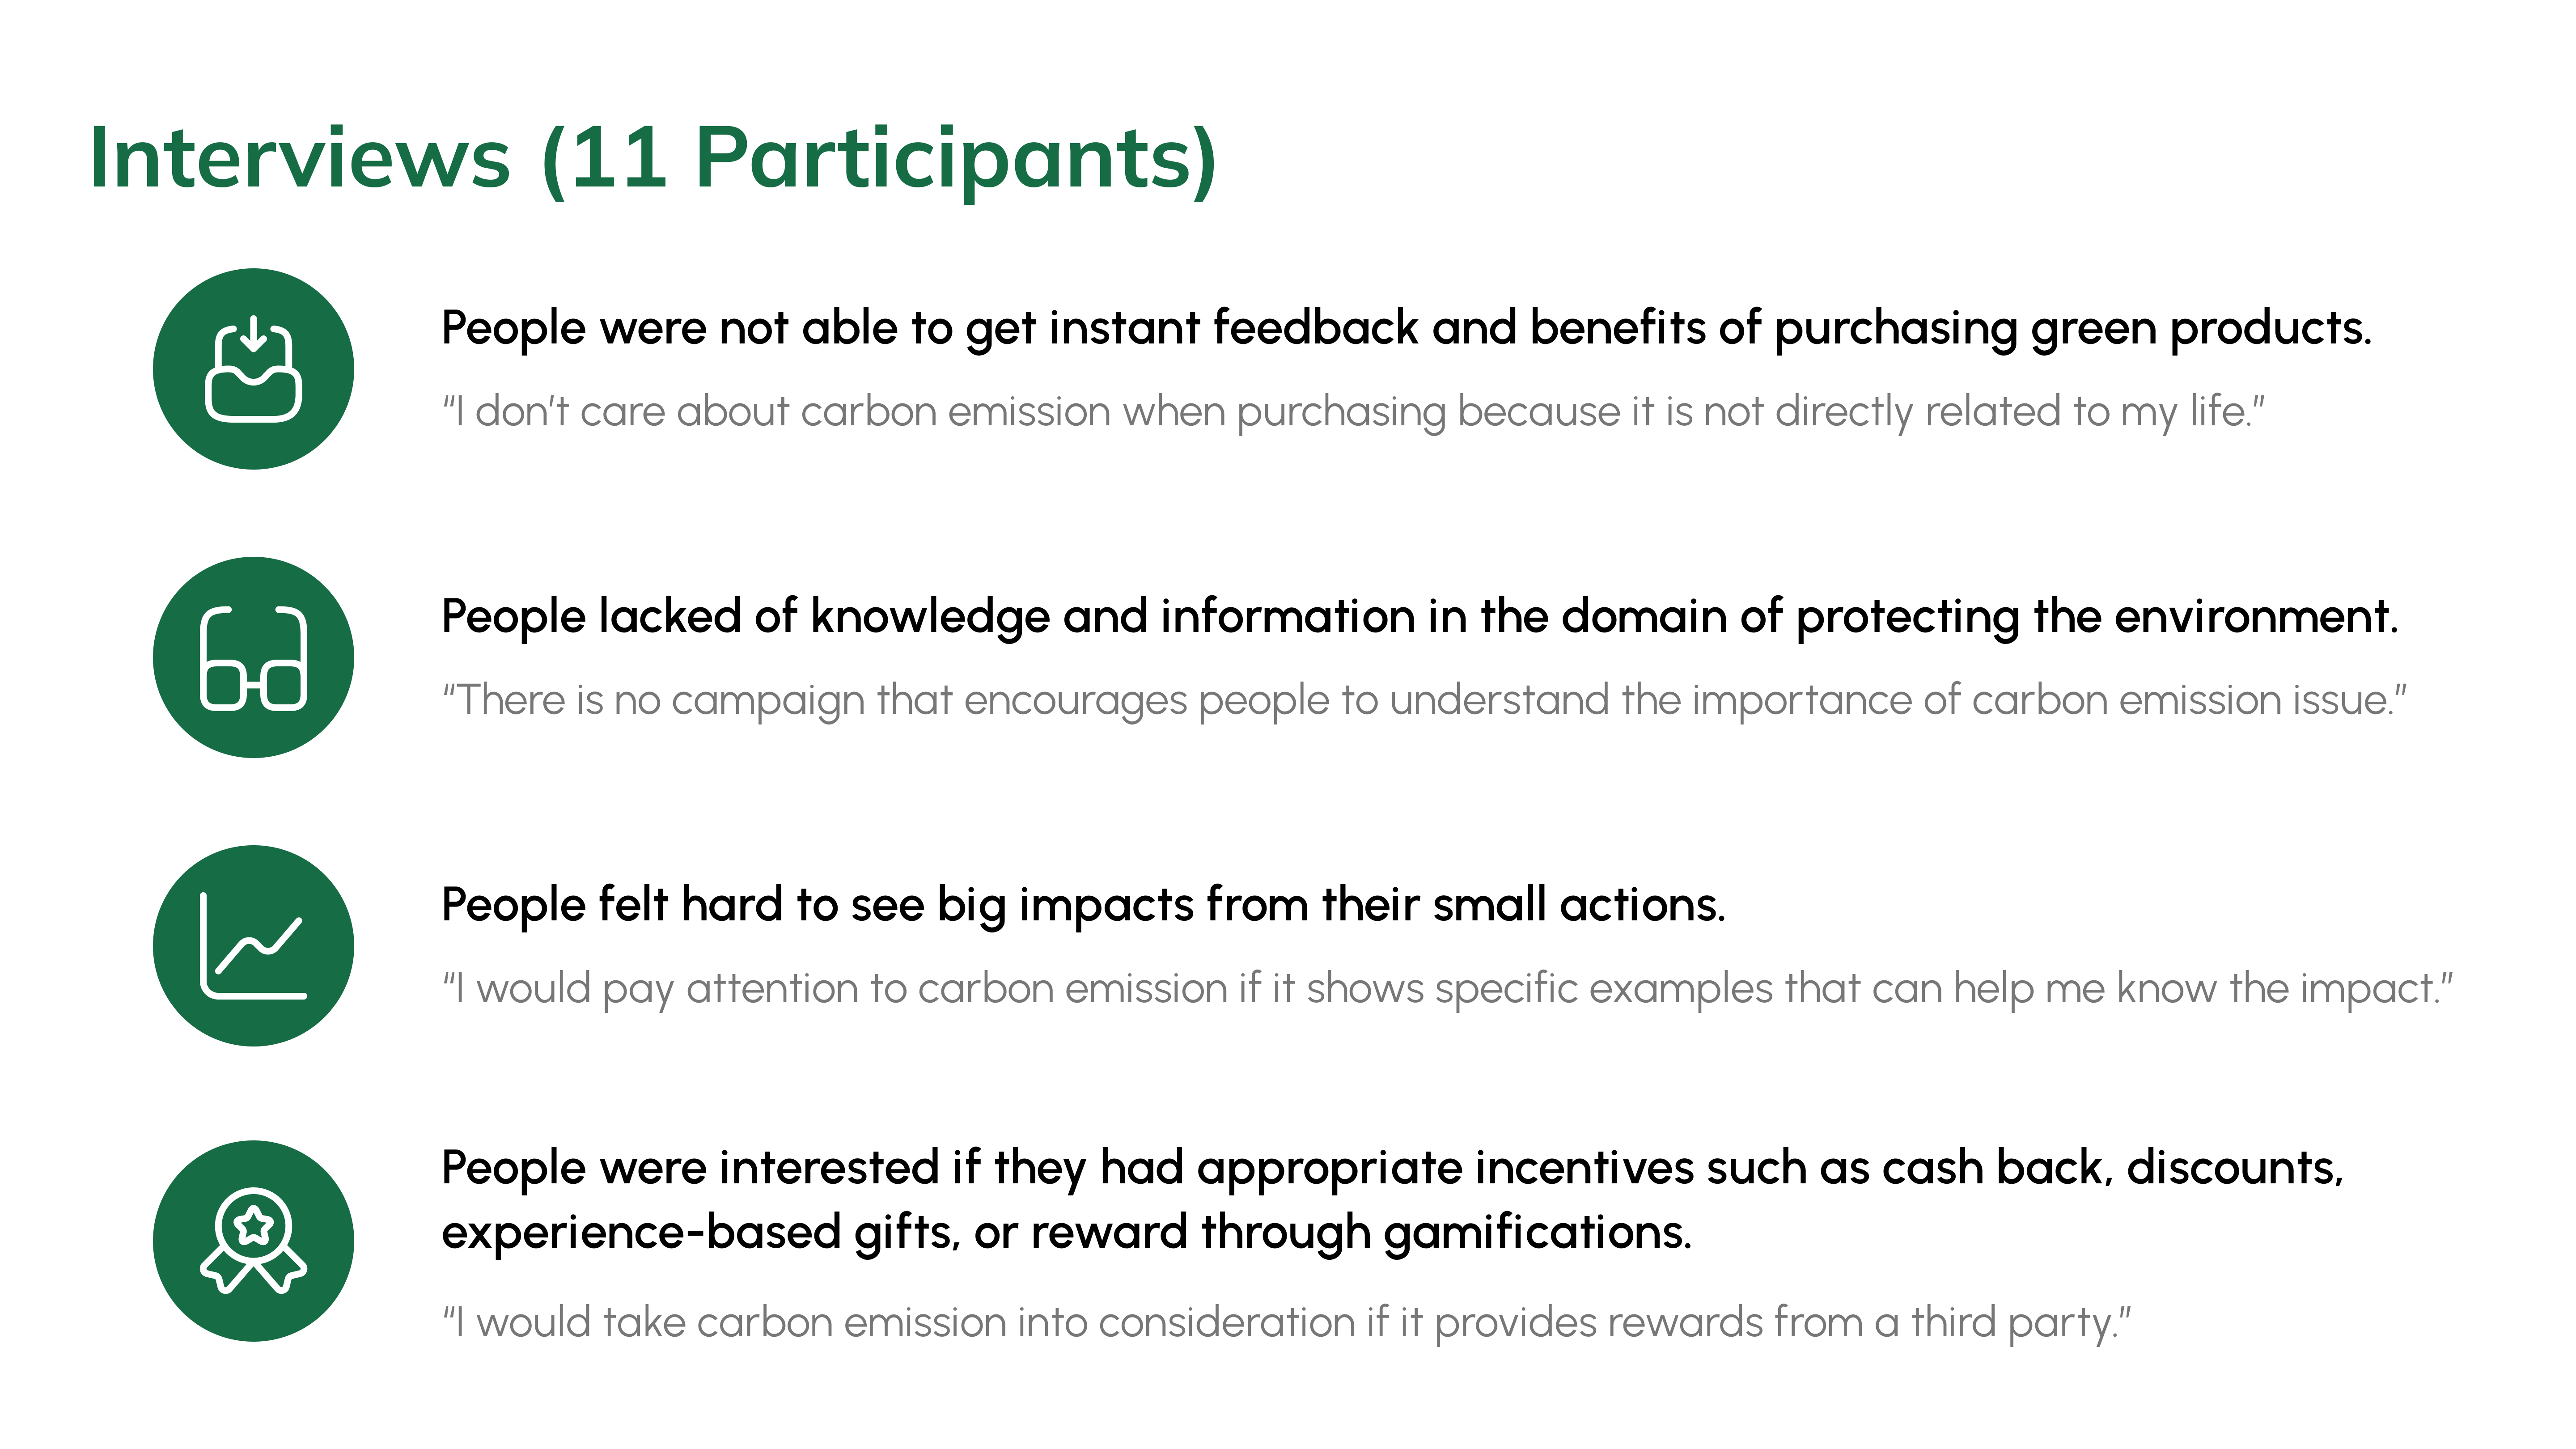 Interviews (11 Participants)
People were not able to get instant feedback and benefits of purchasing green products.
“I don’t care about carbon emission when purchasing because it is not directly related to my life.”
People lacked of knowledge and information in the domain of protecting the environment.
“There is no campaign that encourages people to understand the importance of carbon emission issue.”
People felt hard to see big impacts from their small actions.
“I would pay attention to carbon emission if it shows specific examples that can help me know the impact.”
People were interested if they had appropriate incentives such as cash back, discounts,
experience-based gifts, or reward through gamifications.
“I would take carbon emission into consideration if it provides rewards from a third party.”